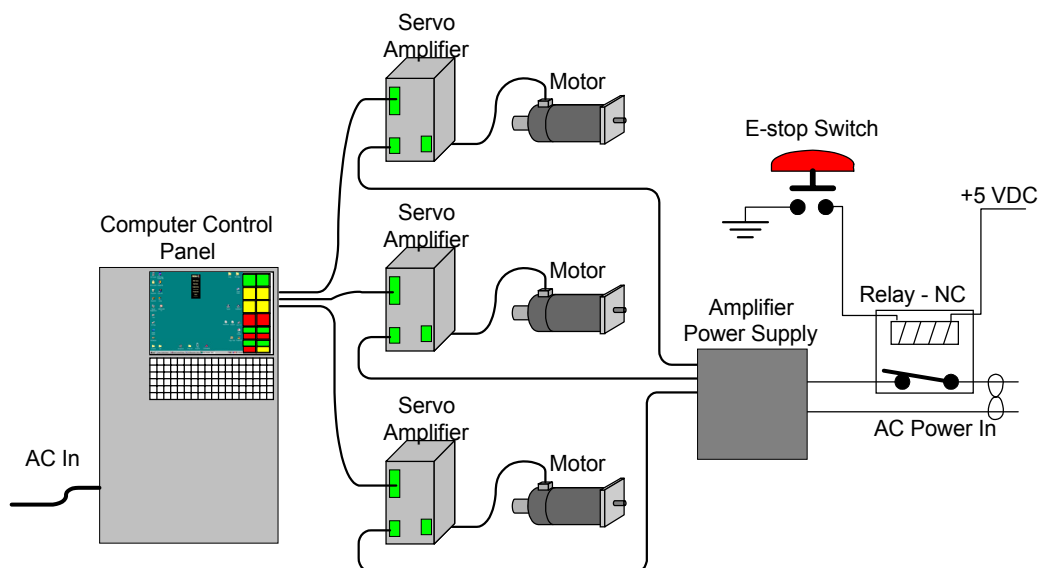 Servo
Amplifier
Motor
E-stop Switch
+5 VDC
Computer Control
Panel
Servo
Amplifier
Motor
Relay - NC
Amplifier
Power Supply
AC Power In
Servo
Amplifier
Motor
AC In